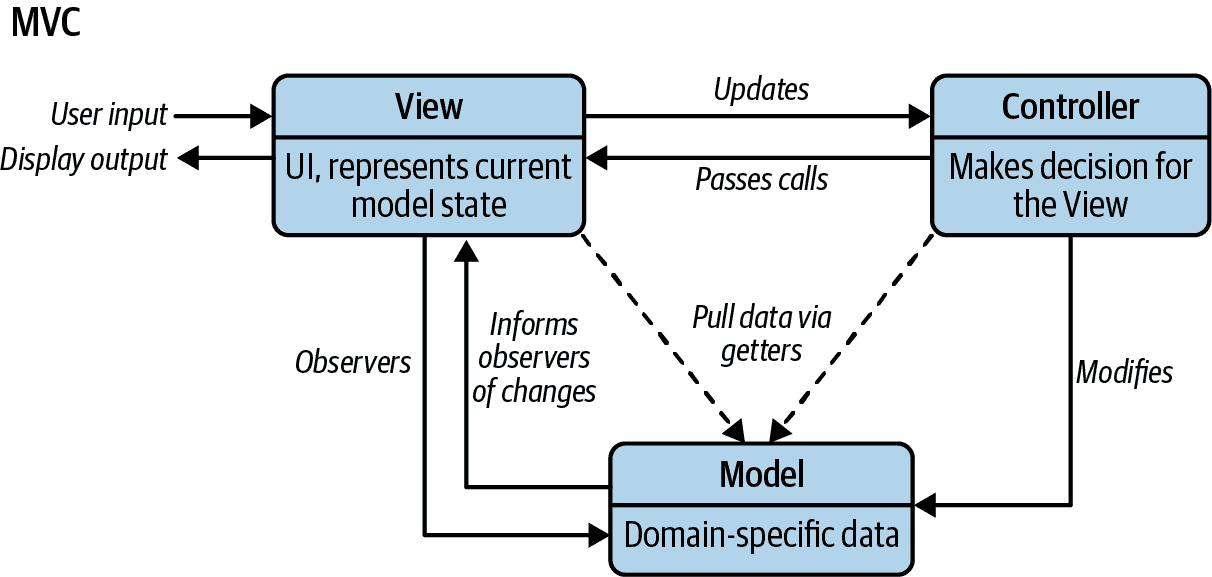 MVC
User input
Display output
View
UI, represents current
model state
Updates
Passes calls
Controller
Makes decision for
the View
Observers
Informs
observers
of changes
Pull data via
getters
Modifies
Model
Domain-specific data